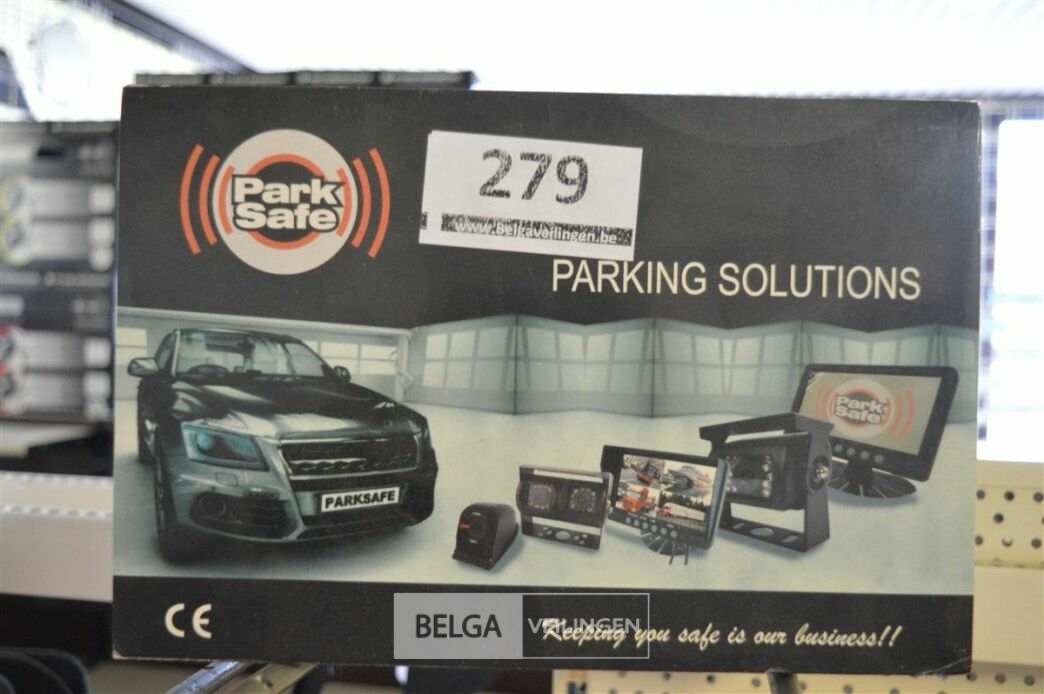 Park
Safe
279
www.Belgaveilingen.be
PARKING SOLUTIONS
Park
Safe
PARKSAFE
CE
BELGA VEILINGEN
Keeping you safe is our business!!